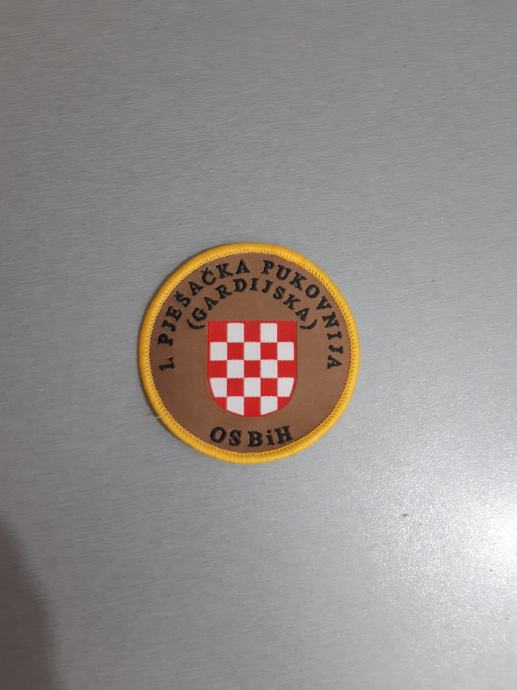 1. PJEŠAČKA PUKOVNIJA
(GARDIJSKA)
OS BiH